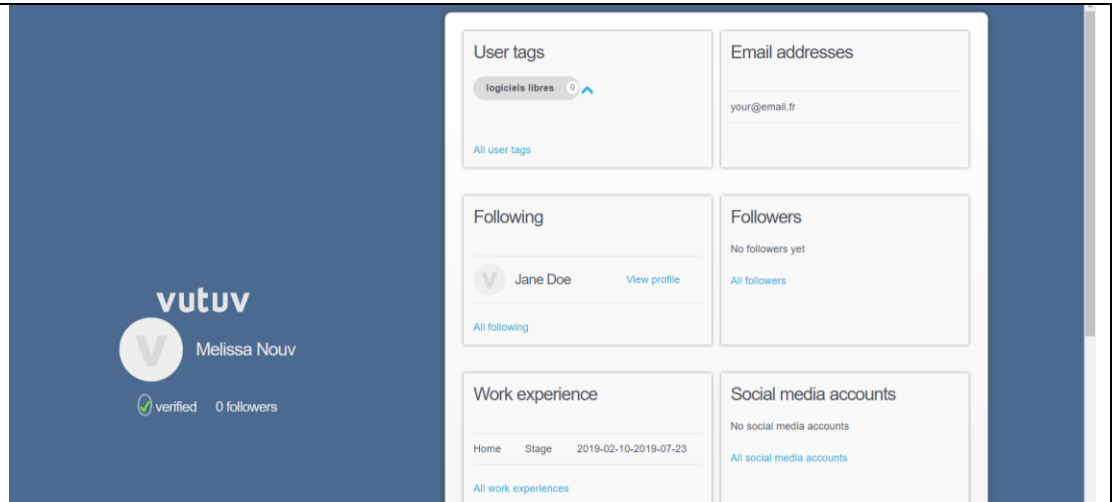 vutuv
V
Melissa Nouv
verified 0 followers
User tags
logiciels libres 0
All user tags
Email addresses
your@email.fr
Following
V Jane Doe View profile
All following
Followers
No followers yet
All followers
Work experience
Home Stage 2019-02-10-2019-07-23
All work experiences
Social media accounts
No social media accounts
All social media accounts